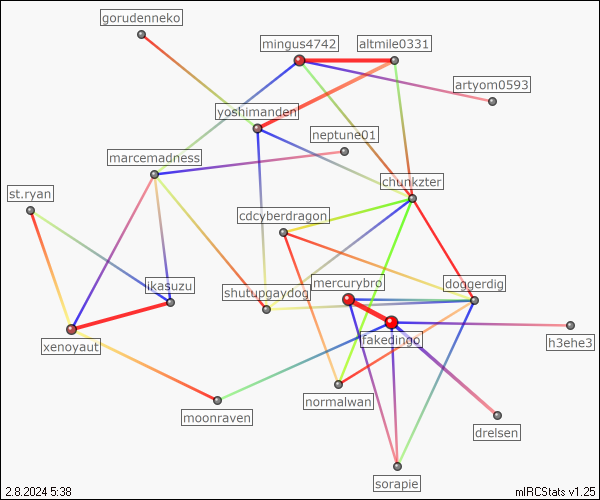 gorudenneko
mingus4742
altmile0331
artyom0593
yoshimanden
neptune01
marcemadness
chunkzter
st.ryan
cdcyberdragon
ikasuzu
shutupgaydog
mercurybro
doggerdig
xenoyaut
fakedingo
h3ehe3
moonraven
normalwan
drelsen
sorapie
2.8.2024 5:38
mIRCStats v1.25